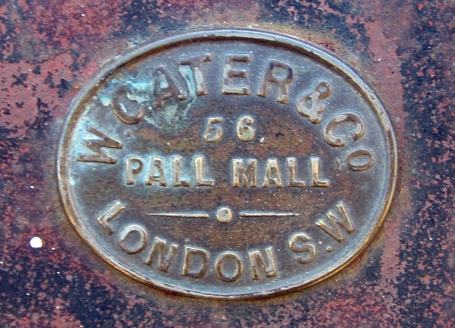 W. CATER & Co
56,
PALL MALL
LONDON S.W